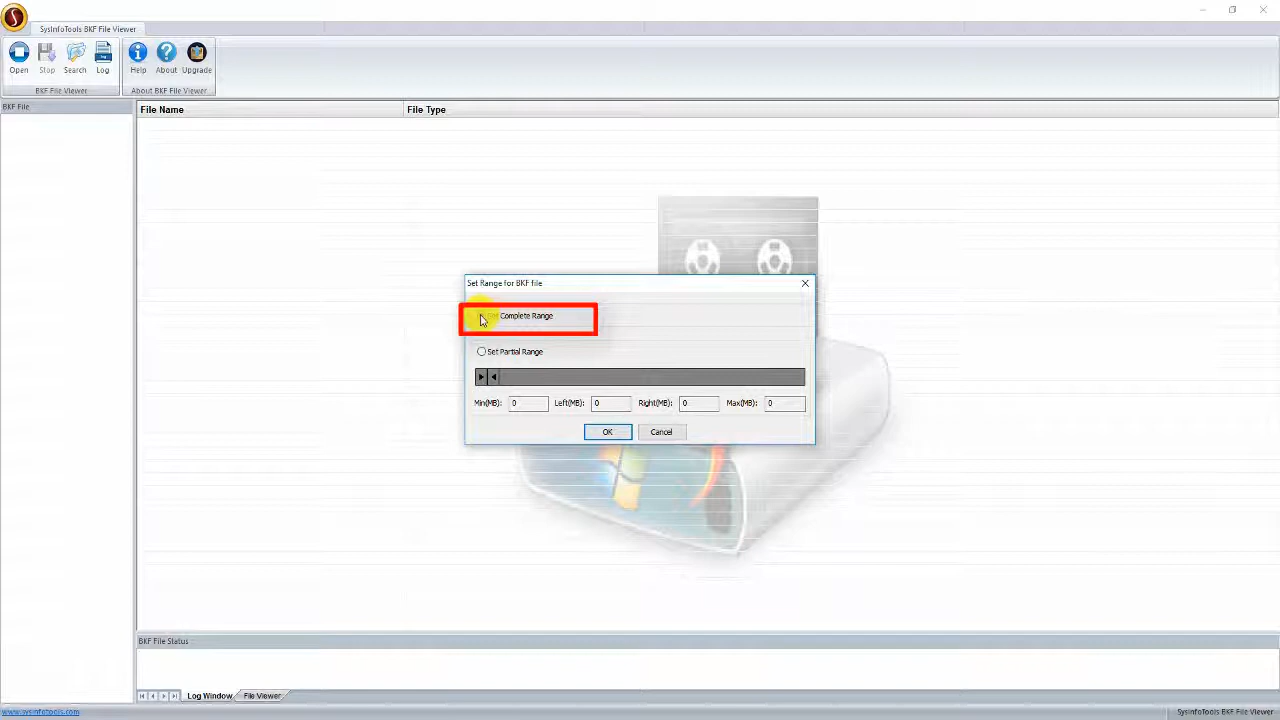 SysInfoTools BKF File Viewer
Open Stop Search Log Help About Upgrade
BKF File Viewer About BKF File Viewer
BKF File
File Name File Type
Set Range for BKF file
Complete Range
Set Partial Range
Min(MB): 0 Left(MB): 0 Right(MB): 0 Max(MB): 0
OK Cancel
BKF File Status
Log Window File Viewer
www.sysinfotools.com SysInfoTools BKF File Viewer